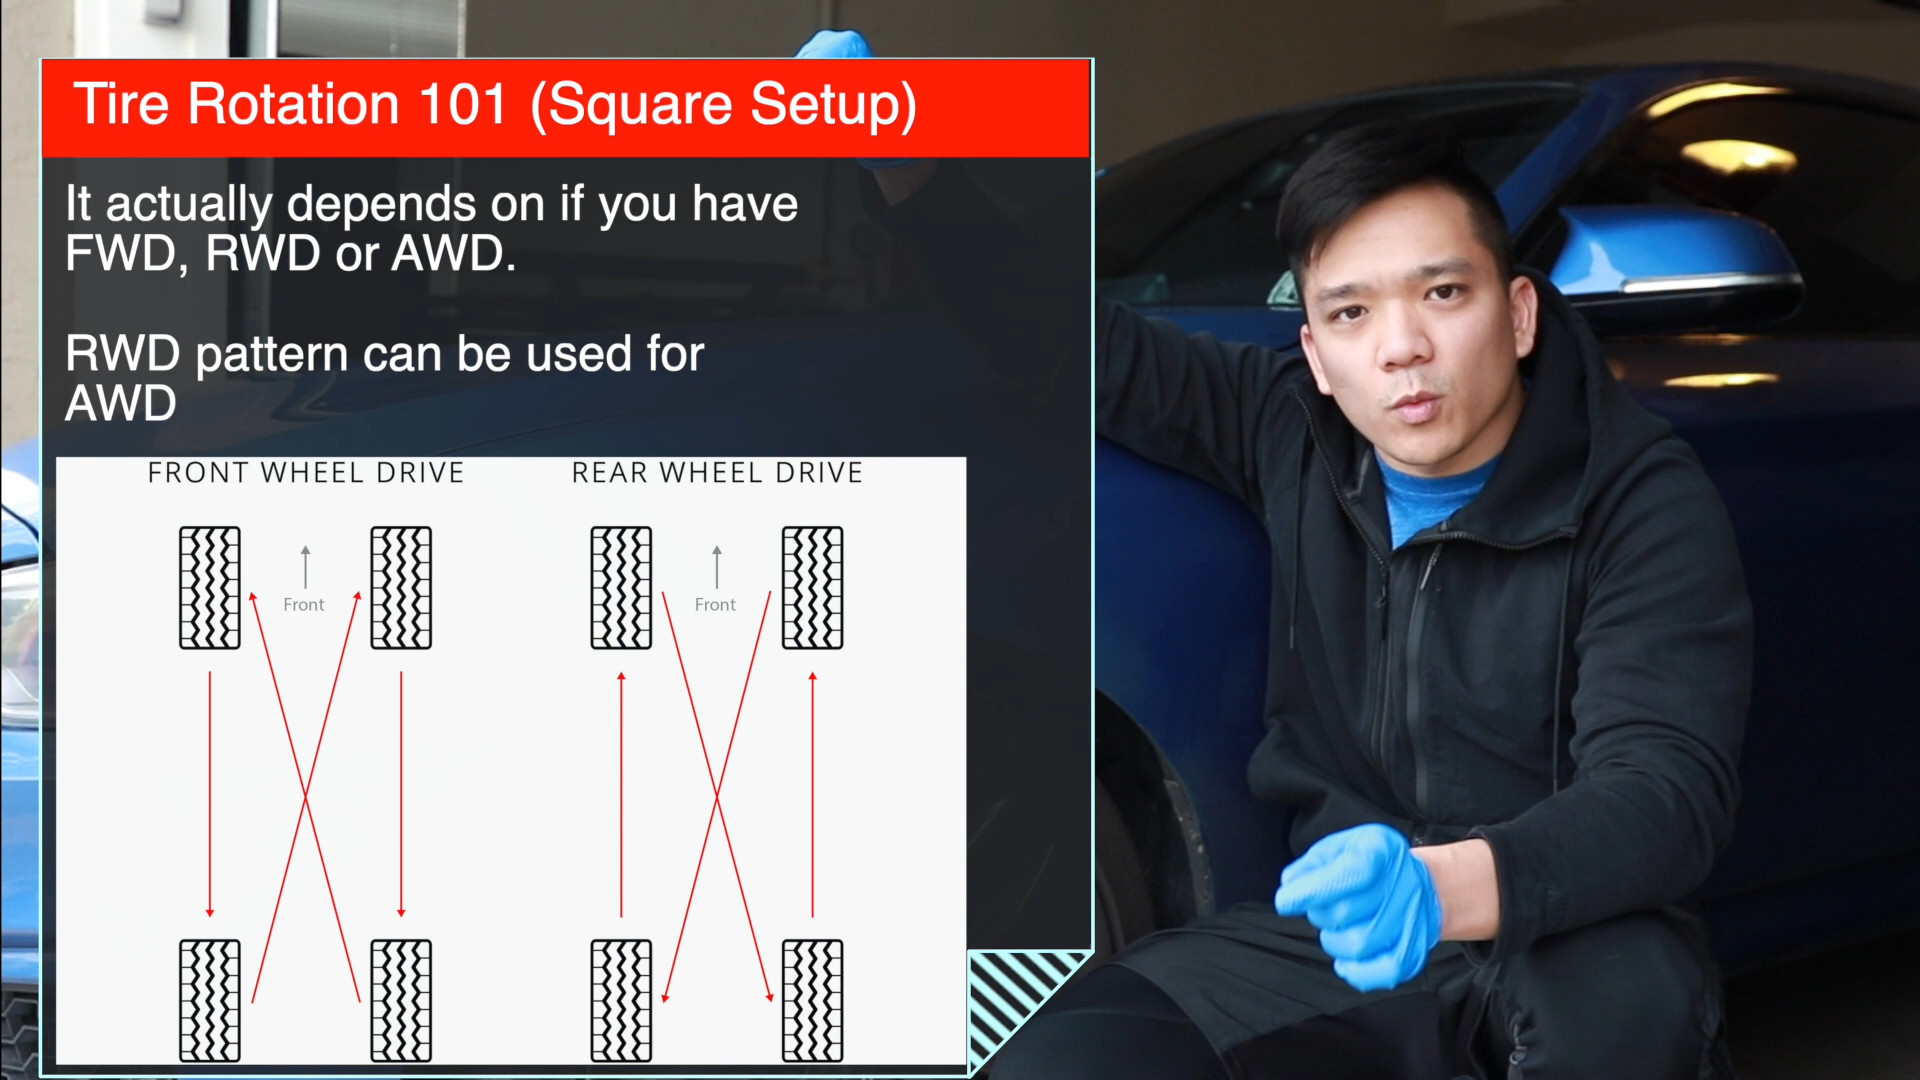 Tire Rotation 101 (Square Setup)
It actually depends on if you have
FWD, RWD or AWD.
RWD pattern can be used for
AWD
FRONT WHEEL DRIVE
REAR WHEEL DRIVE
Front
Front